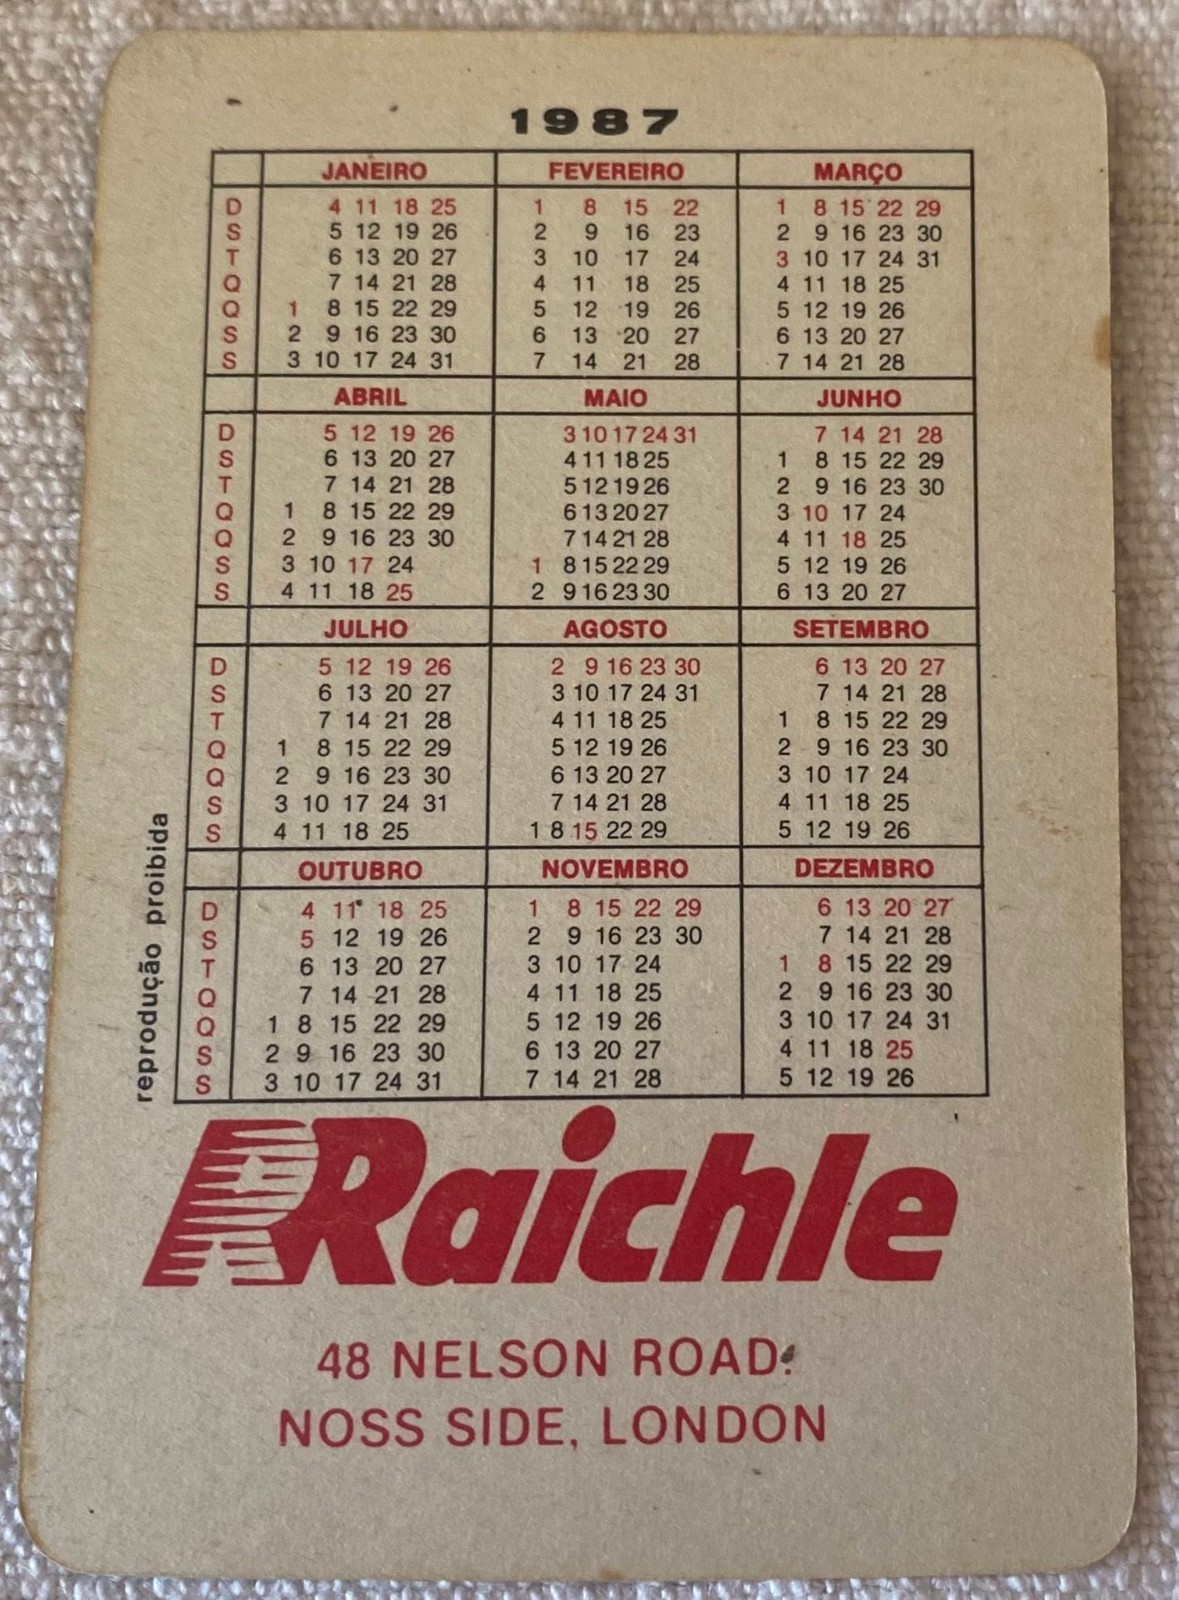 1987
JANEIRO FEVEREIRO MARÇO
D 4 11 18 25 1 8 15 22 1 8 15 22 29
S 5 12 19 26 2 9 16 23 2 9 16 23 30
T 6 13 20 27 3 10 17 24 3 10 17 24 31
Q 7 14 21 28 4 11 18 25 4 11 18 25
Q 1 8 15 22 29 5 12 19 26 5 12 19 26
S 2 9 16 23 30 6 13 20 27 6 13 20 27
S 3 10 17 24 31 7 14 21 28 7 14 21 28
ABRIL MAIO JUNHO
D 5 12 19 26 3 10 17 24 31 7 14 21 28
S 6 13 20 27 4 11 18 25 1 8 15 22 29
T 7 14 21 28 5 12 19 26 2 9 16 23 30
Q 1 8 15 22 29 6 13 20 27 3 10 17 24
Q 2 9 16 23 30 7 14 21 28 4 11 18 25
S 3 10 17 24 1 8 15 22 29 5 12 19 26
S 4 11 18 25 2 9 16 23 30 6 13 20 27
JULHO AGOSTO SETEMBRO
D 5 12 19 26 2 9 16 23 30 6 13 20 27
S 6 13 20 27 3 10 17 24 31 7 14 21 28
T 7 14 21 28 4 11 18 25 1 8 15 22 29
Q 1 8 15 22 29 5 12 19 26 2 9 16 23 30
Q 2 9 16 23 30 6 13 20 27 3 10 17 24
S 3 10 17 24 31 7 14 21 28 4 11 18 25
S 4 11 18 25 1 8 15 22 29 5 12 19 26
OUTUBRO NOVEMBRO DEZEMBRO
D 4 11 18 25 1 8 15 22 29 6 13 20 27
S 5 12 19 26 2 9 16 23 30 7 14 21 28
T 6 13 20 27 3 10 17 24 1 8 15 22 29
Q 7 14 21 28 4 11 18 25 2 9 16 23 30
Q 1 8 15 22 29 5 12 19 26 3 10 17 24 31
S 2 9 16 23 30 6 13 20 27 4 11 18 25
S 3 10 17 24 31 7 14 21 28 5 12 19 26
reprodução proibida
Raichle
48 NELSON ROAD.
NOSS SIDE, LONDON